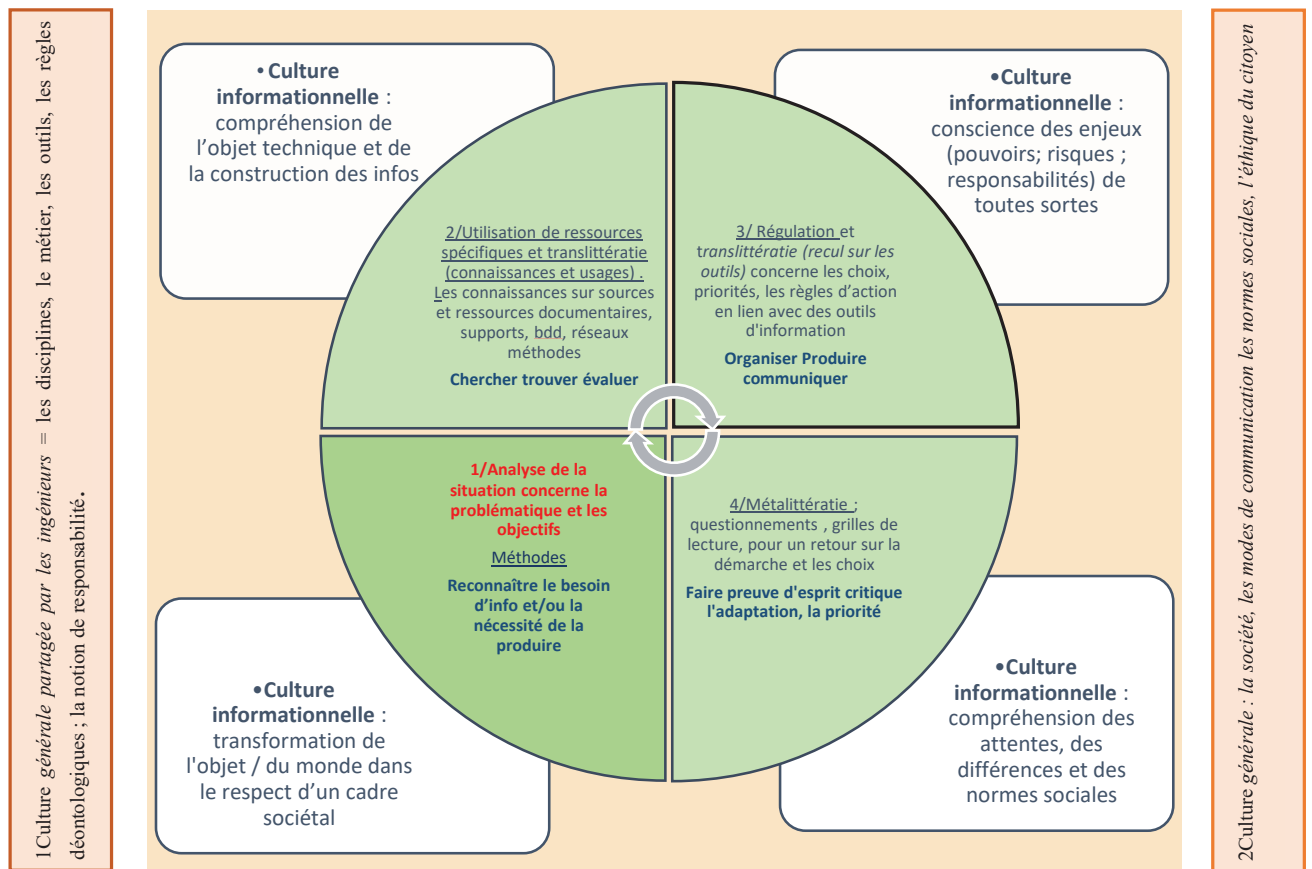 1Culture générale partagée par les ingénieurs = les disciplines, le métier, les outils, les règles
déontologiques ; la notion de responsabilité.
• Culture
informationnelle :
compréhension de
l’objet technique et de
la construction des infos
•Culture
informationnelle :
conscience des enjeux
(pouvoirs; risques ;
responsabilités) de
toutes sortes
2/Utilisation de ressources
spécifiques et translittératie
(connaissances et usages) .
Les connaissances sur sources
et ressources documentaires,
supports, bdd, réseaux
méthodes
Chercher trouver évaluer
3/ Régulation et
translittératie (recul sur les
outils) concerne les choix,
priorités, les règles d’action
en lien avec des outils
d'information
Organiser Produire
communiquer
1/Analyse de la
situation concerne la
problématique et les
objectifs
Méthodes
Reconnaître le besoin
d’info et/ou la
nécessité de la
produire
4/Métalittératie ;
questionnements , grilles de
lecture, pour un retour sur la
démarche et les choix
Faire preuve d'esprit critique
l'adaptation, la priorité
•Culture
informationnelle :
transformation de
l'objet / du monde dans
le respect d’un cadre
sociétal
•Culture
informationnelle :
compréhension des
attentes, des
différences et des
normes sociales
2Culture générale : la société, les modes de communication les normes sociales, l’éthique du citoyen